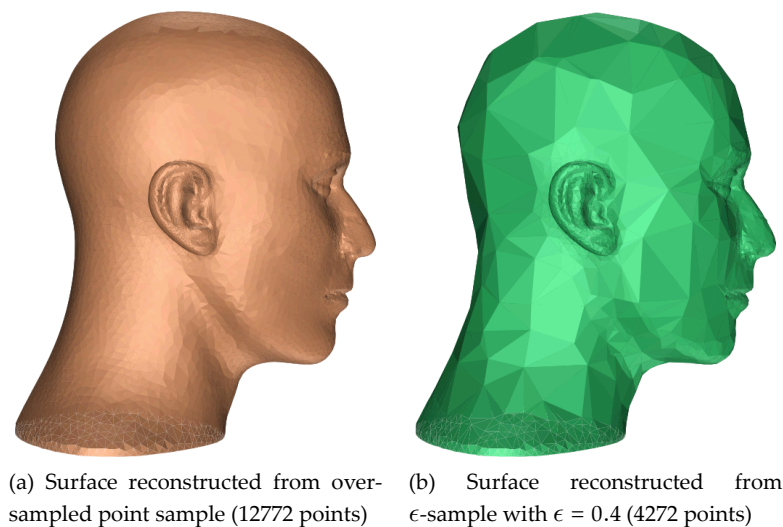 (a) Surface reconstructed from over-
sampled point sample (12772 points)
(b) Surface reconstructed from
ϵ-sample with ϵ = 0.4 (4272 points)